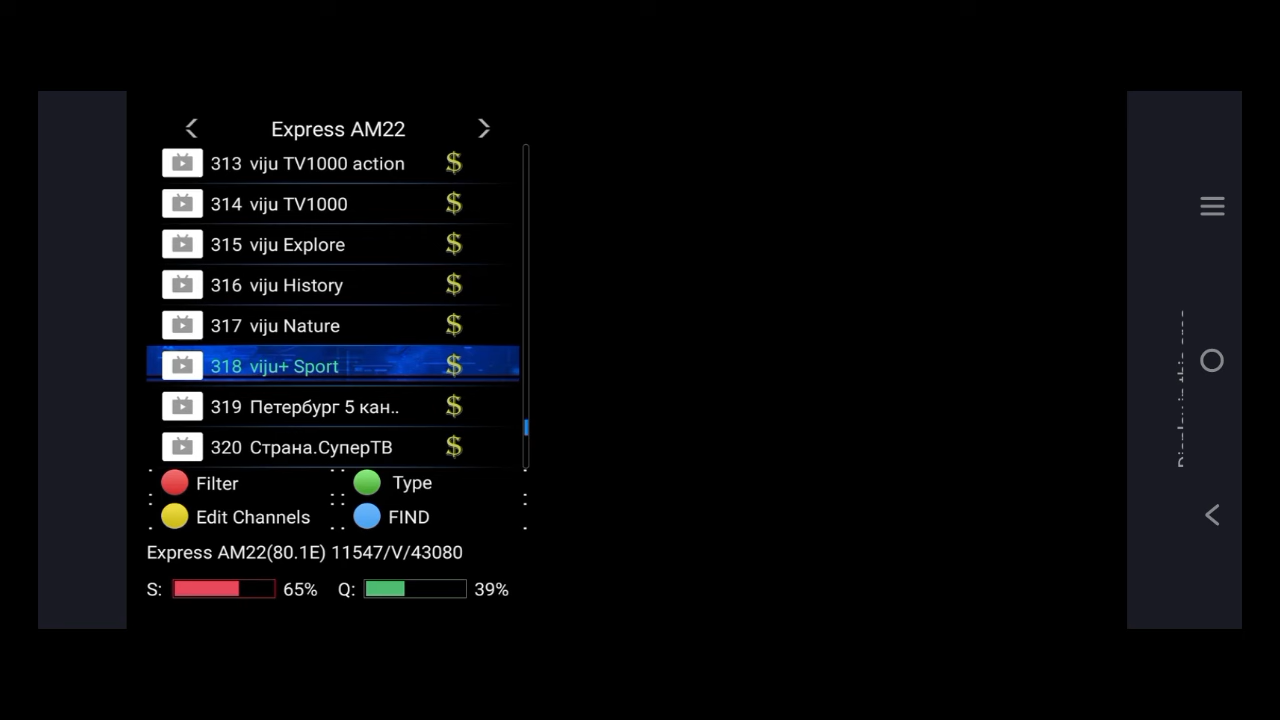 Express AM22
313 viju TV1000 action $
314 viju TV1000 $
315 viju Explore $
316 viju History $
317 viju Nature $
318 viju+ Sport $
319 Петербург 5 кан.. $
320 Страна.СуперТВ $
Filter Type
Edit Channels FIND
Express AM22(80.1E) 11547/V/43080
S: 65% Q: 39%